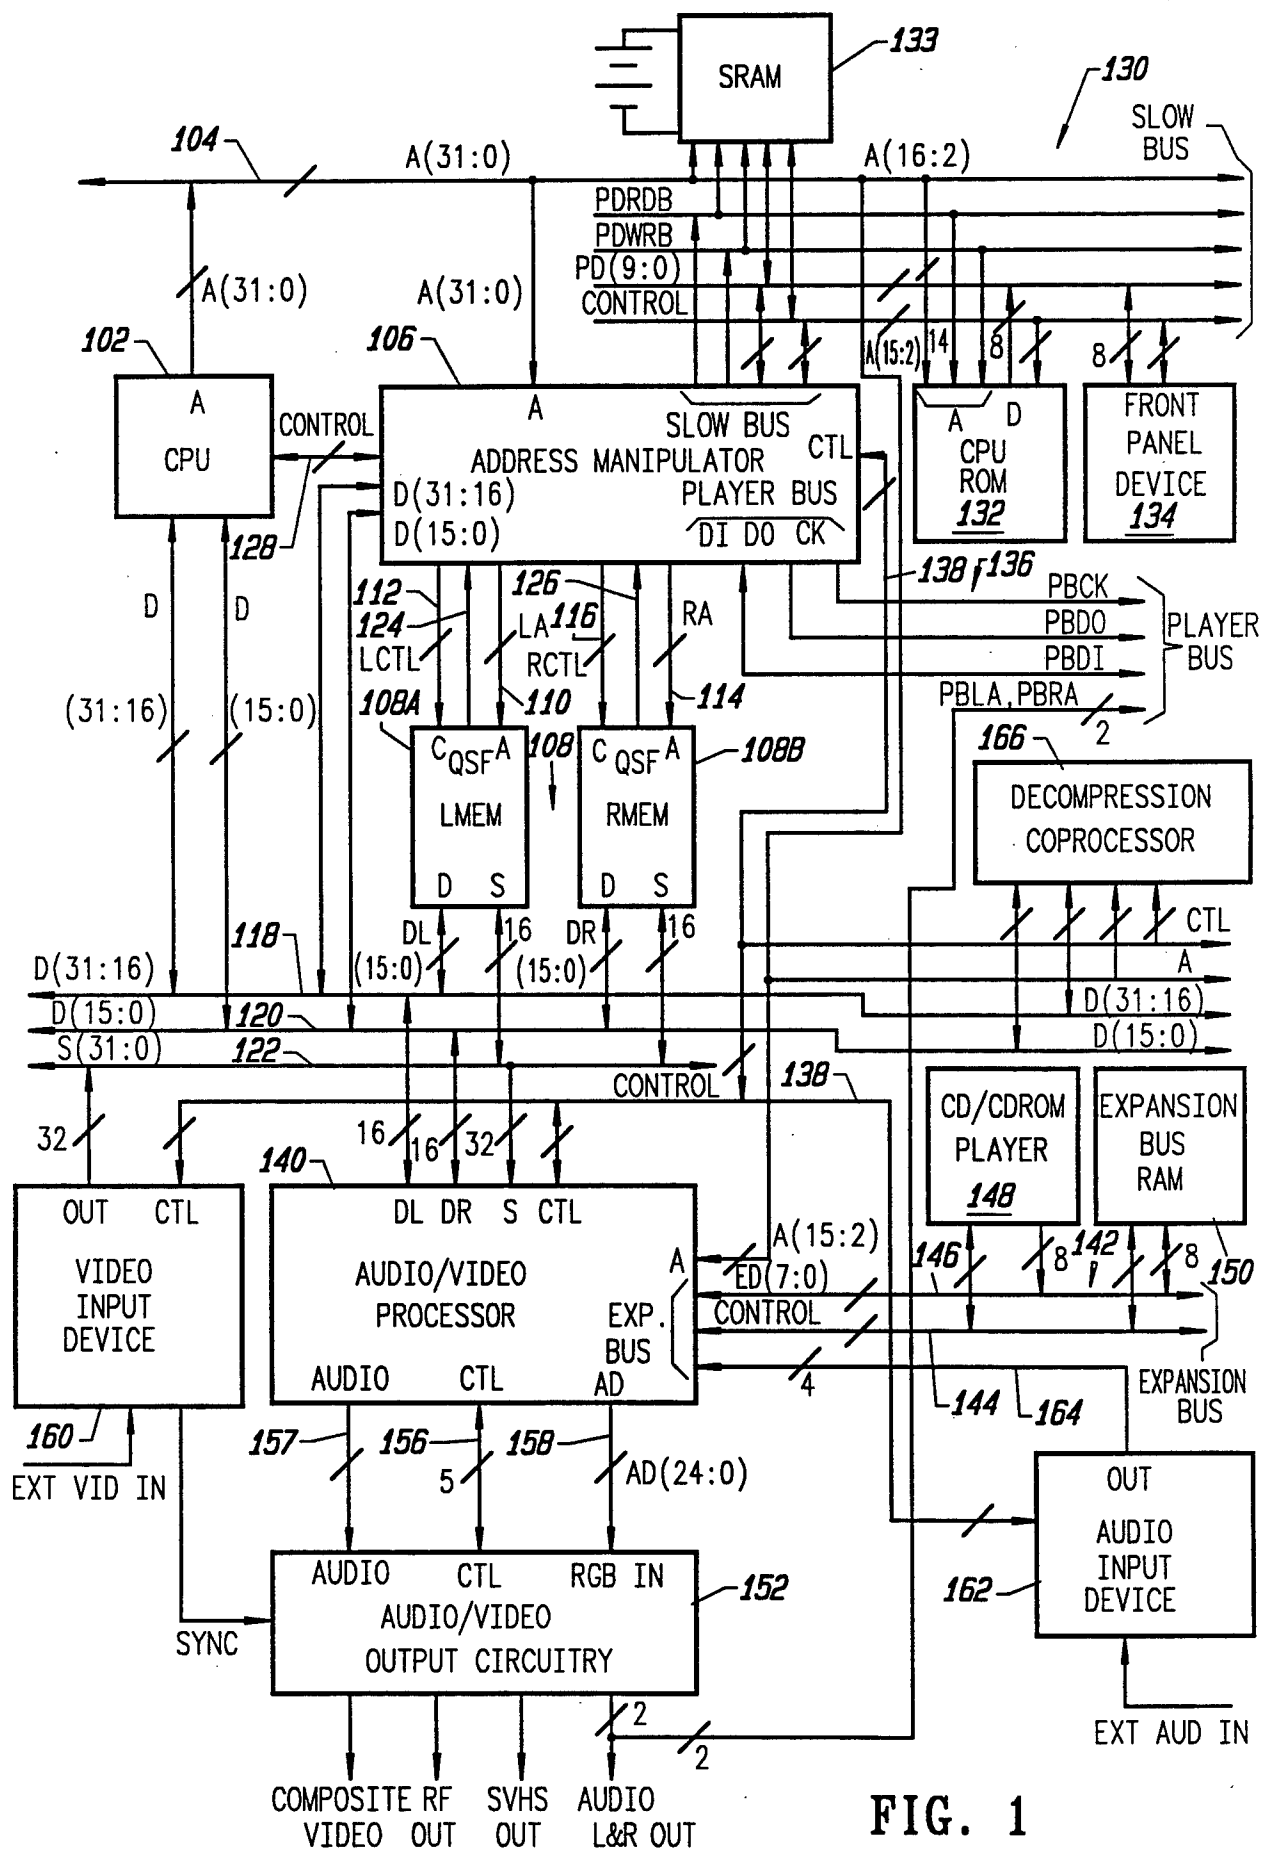 133
SRAM
130
SLOW
BUS
104
A(31:0)
A(16:2)
PDRDB
PDWRB
PD(9:0)
CONTROL
A(31:0)
A(31:0)
102
106
A(15:2)
14
8
8
A
CPU
CONTROL
128
A
SLOW BUS
ADDRESS MANIPULATOR
CTL
D(31:16)
PLAYER BUS
D(15:0)
DI DO CK
A
D
CPU
ROM
132
FRONT
PANEL
DEVICE
134
D
D
112
124
LCTL
LA
126
116
RCTL
RA
138
136
PBCK
PBDO
PBDI
PBLA, PBRA
2
PLAYER
BUS
(31:16)
(15:0)
108A
110
108
114
108B
C QSF A
LMEM
D S
C QSF A
RMEM
D S
166
DECOMPRESSION
COPROCESSOR
118
DL
(15:0)
16
DR
(15:0)
16
CTL
A
D(31:16)
D(15:0)
D(31:16)
D(15:0)
120
S(31:0)
122
CONTROL
138
32
16
16
32
140
OUT CTL
VIDEO
INPUT
DEVICE
160
EXT VID IN
DL DR S CTL
AUDIO/VIDEO
PROCESSOR
A
EXP.
BUS
AUDIO
CTL
AD
CD/CDROM
PLAYER
148
EXPANSION
BUS
RAM
150
A(15:2)
ED(7:0)
146
8
142
8
CONTROL
4
144
164
EXPANSION
BUS
157
156
5
158
AD(24:0)
OUT
AUDIO
INPUT
DEVICE
162
EXT AUD IN
SYNC
AUDIO
CTL
RGB IN
152
AUDIO/VIDEO
OUTPUT CIRCUITRY
2
2
COMPOSITE
VIDEO
RF
OUT
SVHS
OUT
AUDIO
L&R OUT
FIG. 1